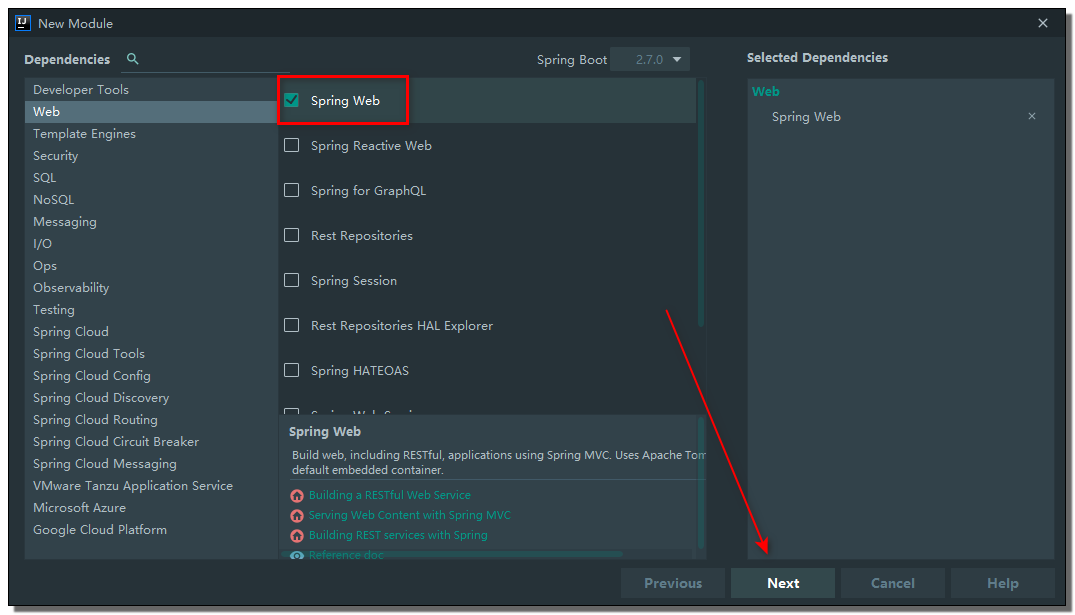 New Module
Dependencies
Spring Boot 2.7.0
Selected Dependencies
Developer Tools
Web
Template Engines
Security
SQL
NoSQL
Messaging
I/O
Ops
Observability
Testing
Spring Cloud
Spring Cloud Tools
Spring Cloud Config
Spring Cloud Discovery
Spring Cloud Routing
Spring Cloud Circuit Breaker
Spring Cloud Messaging
VMware Tanzu Application Service
Microsoft Azure
Google Cloud Platform
Spring Web
Spring Reactive Web
Spring for GraphQL
Rest Repositories
Spring Session
Rest Repositories HAL Explorer
Spring HATEOAS
Spring Web
Build web, including RESTful, applications using Spring MVC. Uses Apache Tom
default embedded container.
Building a RESTful Web Service
Serving Web Content with Spring MVC
Building REST services with Spring
Reference doc
Web
Spring Web
Previous
Next
Cancel
Help